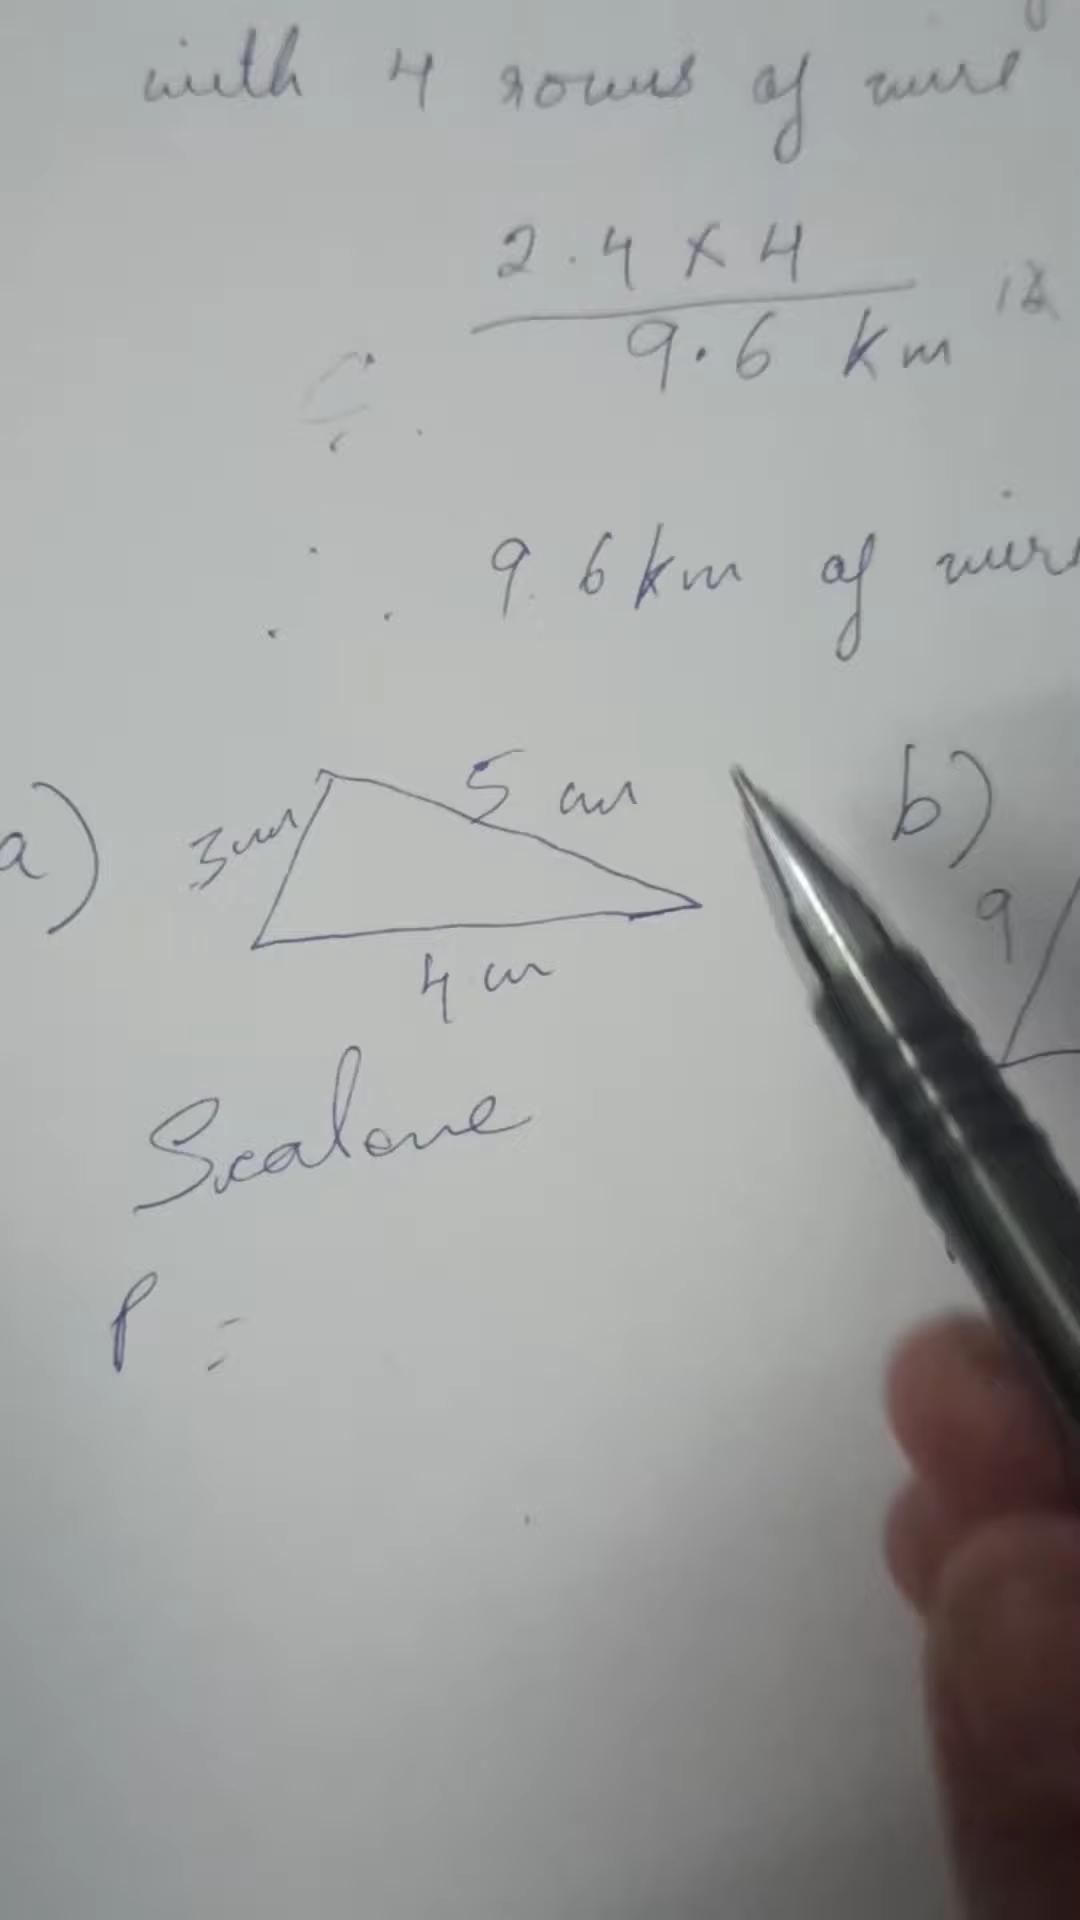 with 4 rows of wire
2.4 × 4
9.6 km
∴ 9.6 km of
a) 3cm 5 cm b)
9
4 cm
Scalene
P =